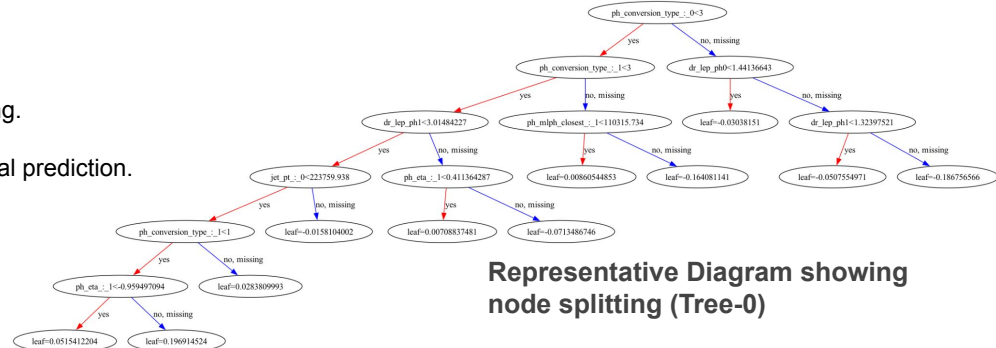 ph_conversion_type_:_0<3
yes
no, missing
ph_conversion_type_:_1<3
dr_lep_ph0<1.44136643
yes
no, missing
yes
no, missing
ng.
dr_lep_ph1<3.01484227
ph_mlph_closest_:_1<110315.734
leaf=-0.03038151
dr_lep_ph1<1.32397521
al prediction.
yes
no, missing
yes
no, missing
yes
no, missing
jet_pt_:_0<223759.938
ph_eta_:_1<0.411364287
leaf=0.00860544853
leaf=-0.164081141
leaf=-0.0507554971
leaf=-0.186756566
yes
no, missing
yes
no, missing
ph_conversion_type_:_1<1
leaf=-0.0158104002
leaf=0.00708837481
leaf=-0.0713486746
yes
no, missing
Representative Diagram showing
ph_eta_:_1<-0.959497094
leaf=0.0283809993
node splitting (Tree-0)
yes
no, missing
leaf=0.0515412204
leaf=0.196914524